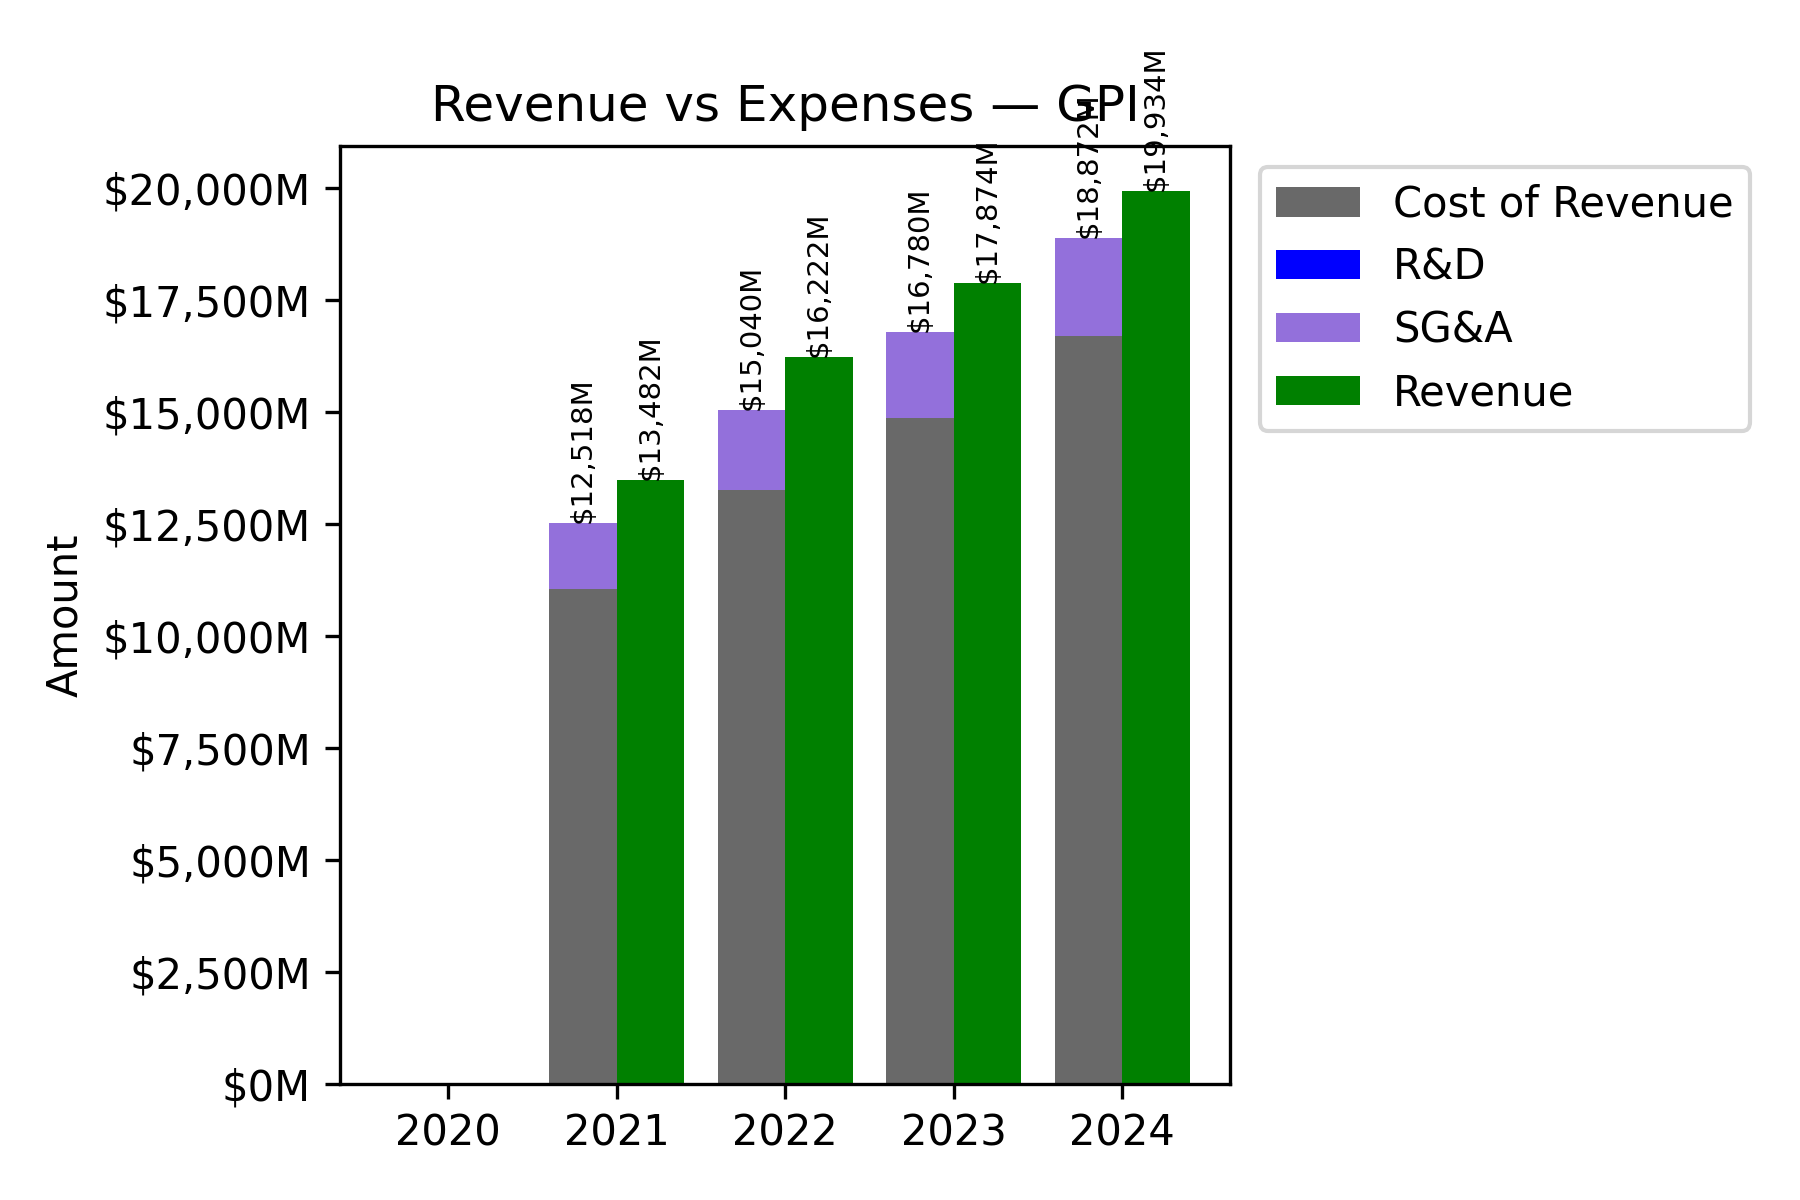 Revenue vs Expenses — GPI
Amount
$20,000M
$17,500M
$15,000M
$12,500M
$10,000M
$7,500M
$5,000M
$2,500M
$0M
$12,518M
$13,482M
$15,040M
$16,222M
$16,780M
$17,874M
$18,872M
$19,934M
2020
2021
2022
2023
2024
Cost of Revenue
R&D
SG&A
Revenue